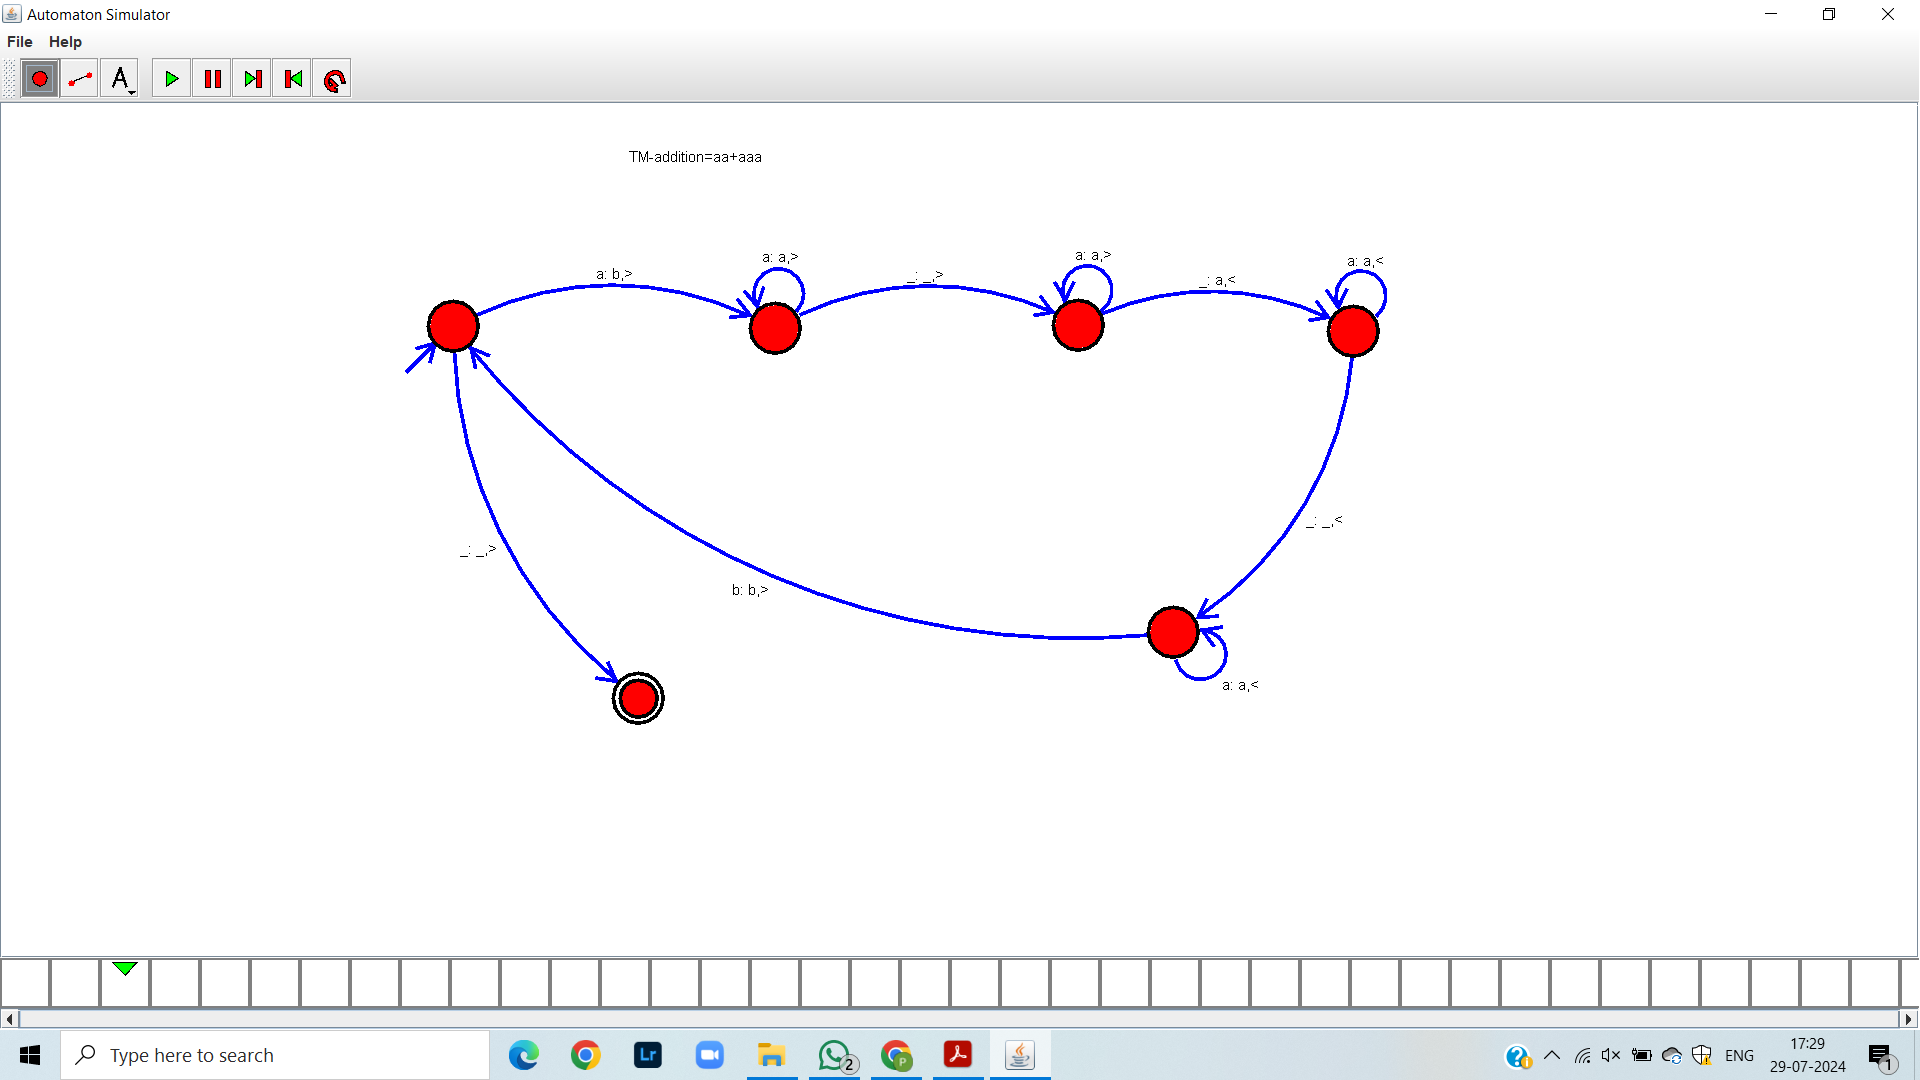 Automaton Simulator
File Help
A
TM-addition=aa+aaa
a: b,>
a: a,>
_: _,>
a: a,>
_: a,<
a: a,<
_: _,>
_: _,<
b: b,>
a: a,<
Type here to search
Lr
2
P
ENG
17:29
29-07-2024
1